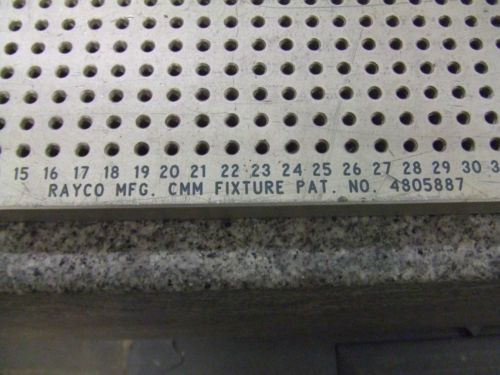 15 16 17 18 19 20 21 22 23 24 25 26 27 28 29 30 3
RAYCO MFG. CMM FIXTURE PAT. NO. 4805887